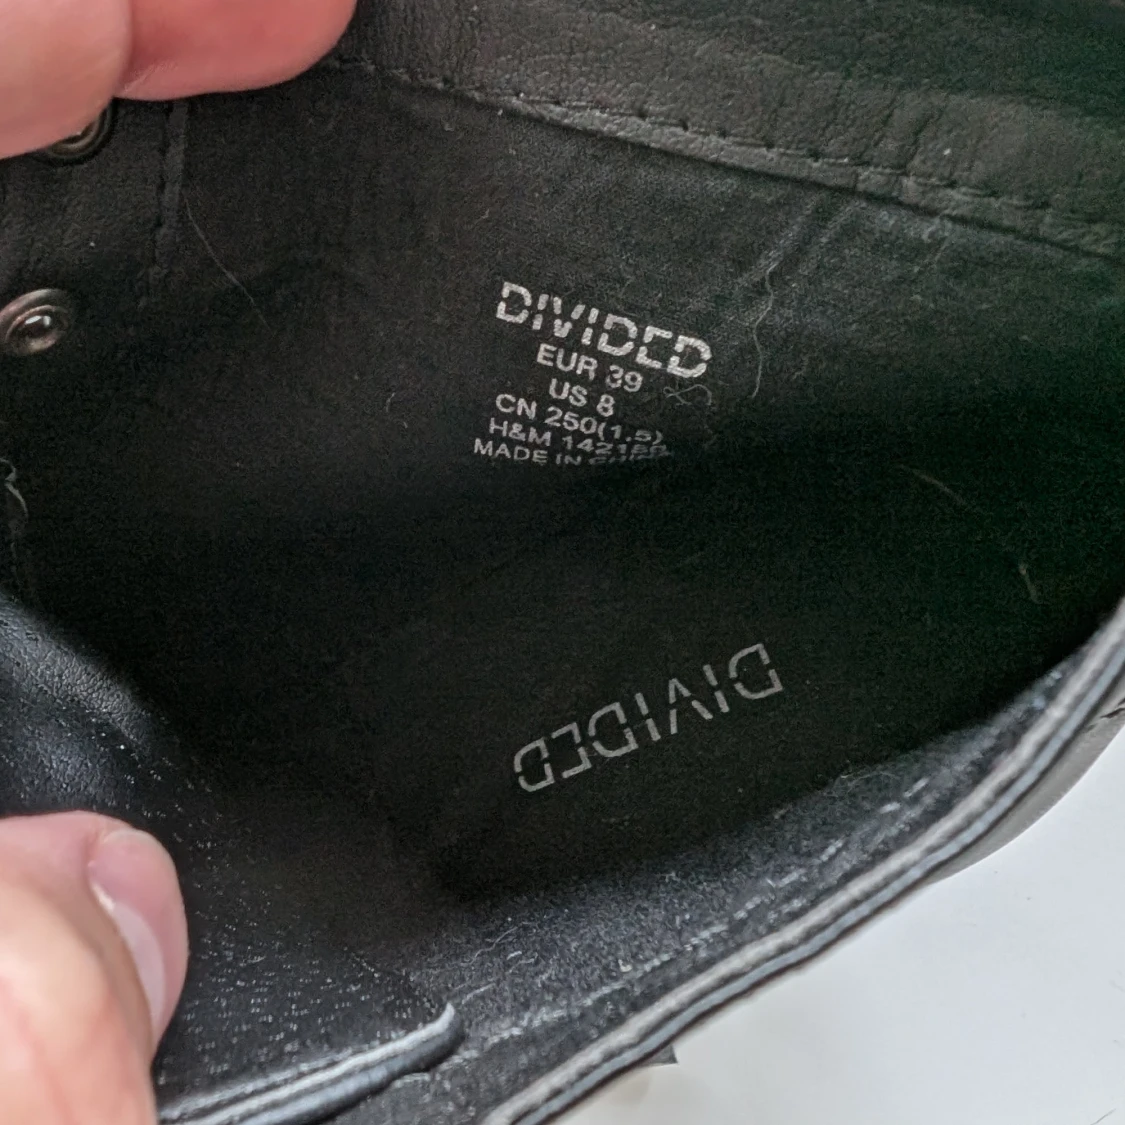 DIVIDED
EUR 39
US 8
CN 250(1.5)
H&M
MADE IN
DIVIDED